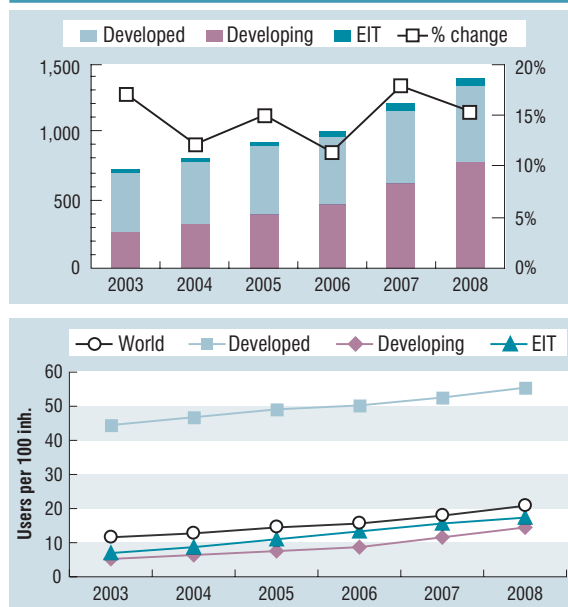 Developed Developing EIT % change
1,500 20%
15%
1,000
10%
500
5%
0 0%
2003 2004 2005 2006 2007 2008
World Developed Developing EIT
Users per 100 inh.
60
50
40
30
20
10
0
2003 2004 2005 2006 2007 2008